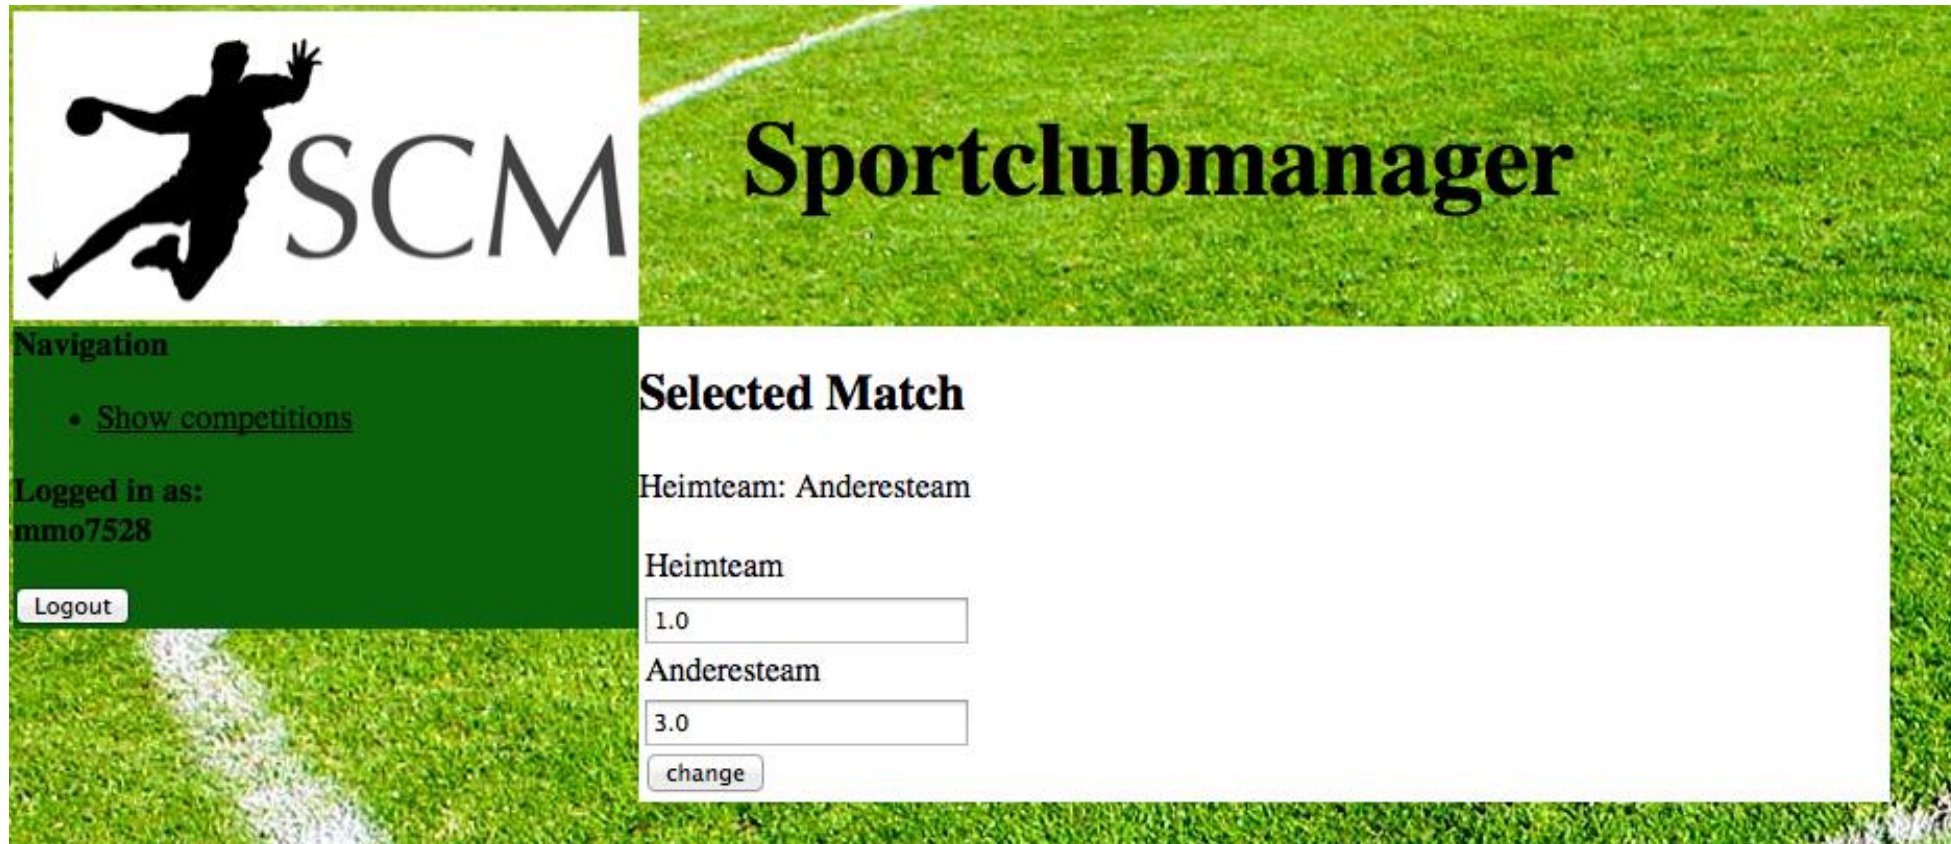 SCM
Sportclubmanager
Navigation
• Show competitions
Logged in as:
mmo7528
Logout
Selected Match
Heimteam: Anderesteam
Heimteam
1.0
Anderesteam
3.0
change